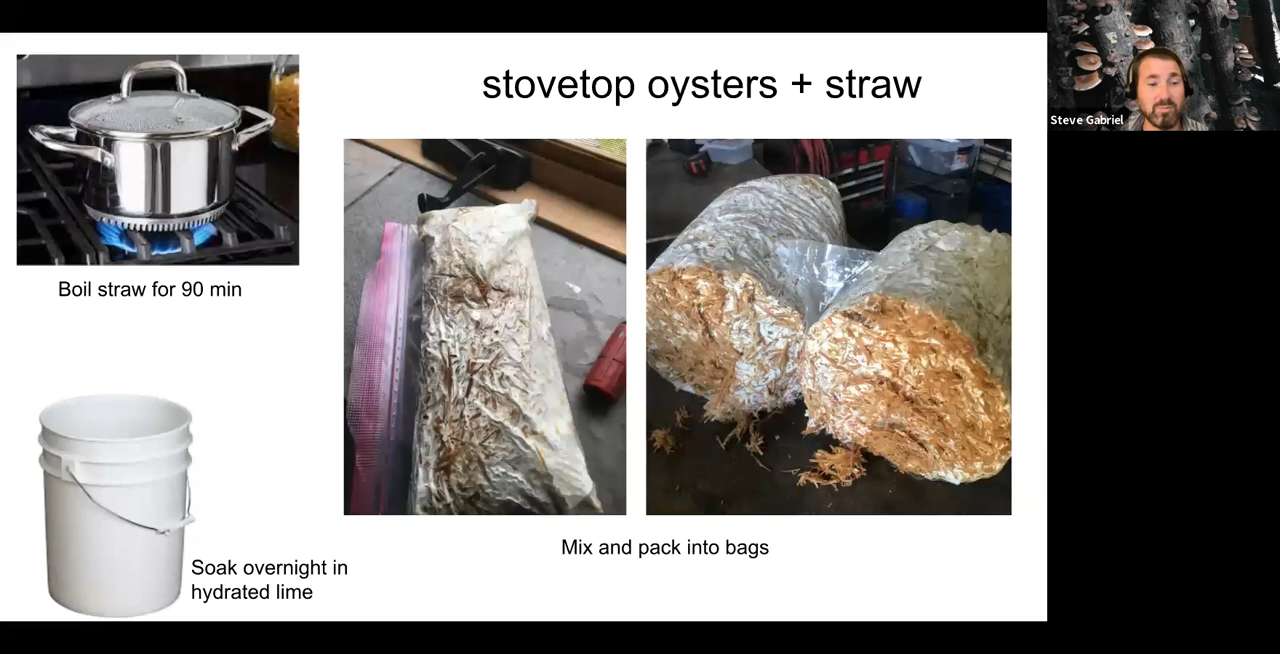 stovetop oysters + straw
Steve Gabriel
Boil straw for 90 min
Soak overnight in
hydrated lime
Mix and pack into bags